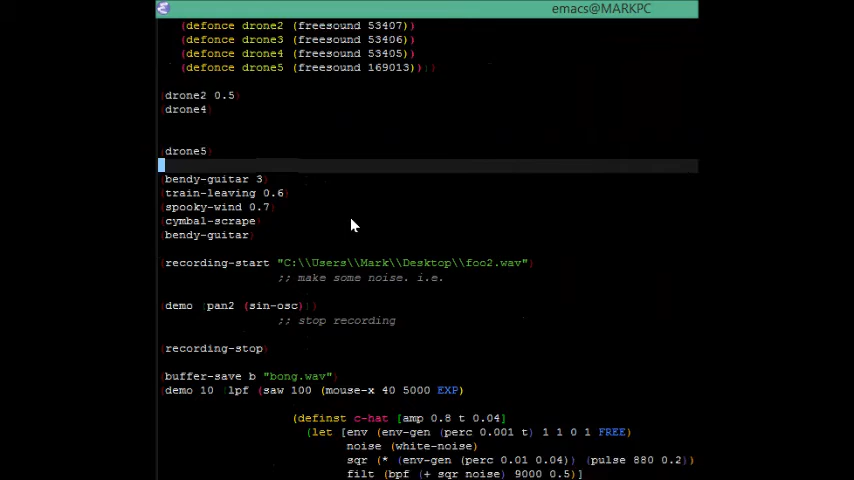 emacs@MARKPC
(defonce drone2 (freesound 53407))
(defonce drone3 (freesound 53406))
(defonce drone4 (freesound 53405))
(defonce drone5 (freesound 169013)))
(drone2 0.5)
(drone4)
(drone5)
(bendy-guitar 3)
(train-leaving 0.6)
(spooky-wind 0.7)
(cymbal-scrape)
(bendy-guitar)
(recording-start "C:\\Users\\Mark\\Desktop\\foo2.wav")
;; make some noise. i.e.
(demo (pan2 (sin-osc)))
;; stop recording
(recording-stop)
(buffer-save b "bong.wav")
(demo 10 (lpf (saw 100 (mouse-x 40 5000 EXP)
(definst c-hat [amp 0.8 t 0.04]
(let [env (env-gen (perc 0.001 t) 1 1 0 1 FREE)
noise (white-noise)
sqr (* (env-gen (perc 0.01 0.04)) (pulse 880 0.2))
filt (bpf (+ sqr noise) 9000 0.5)]